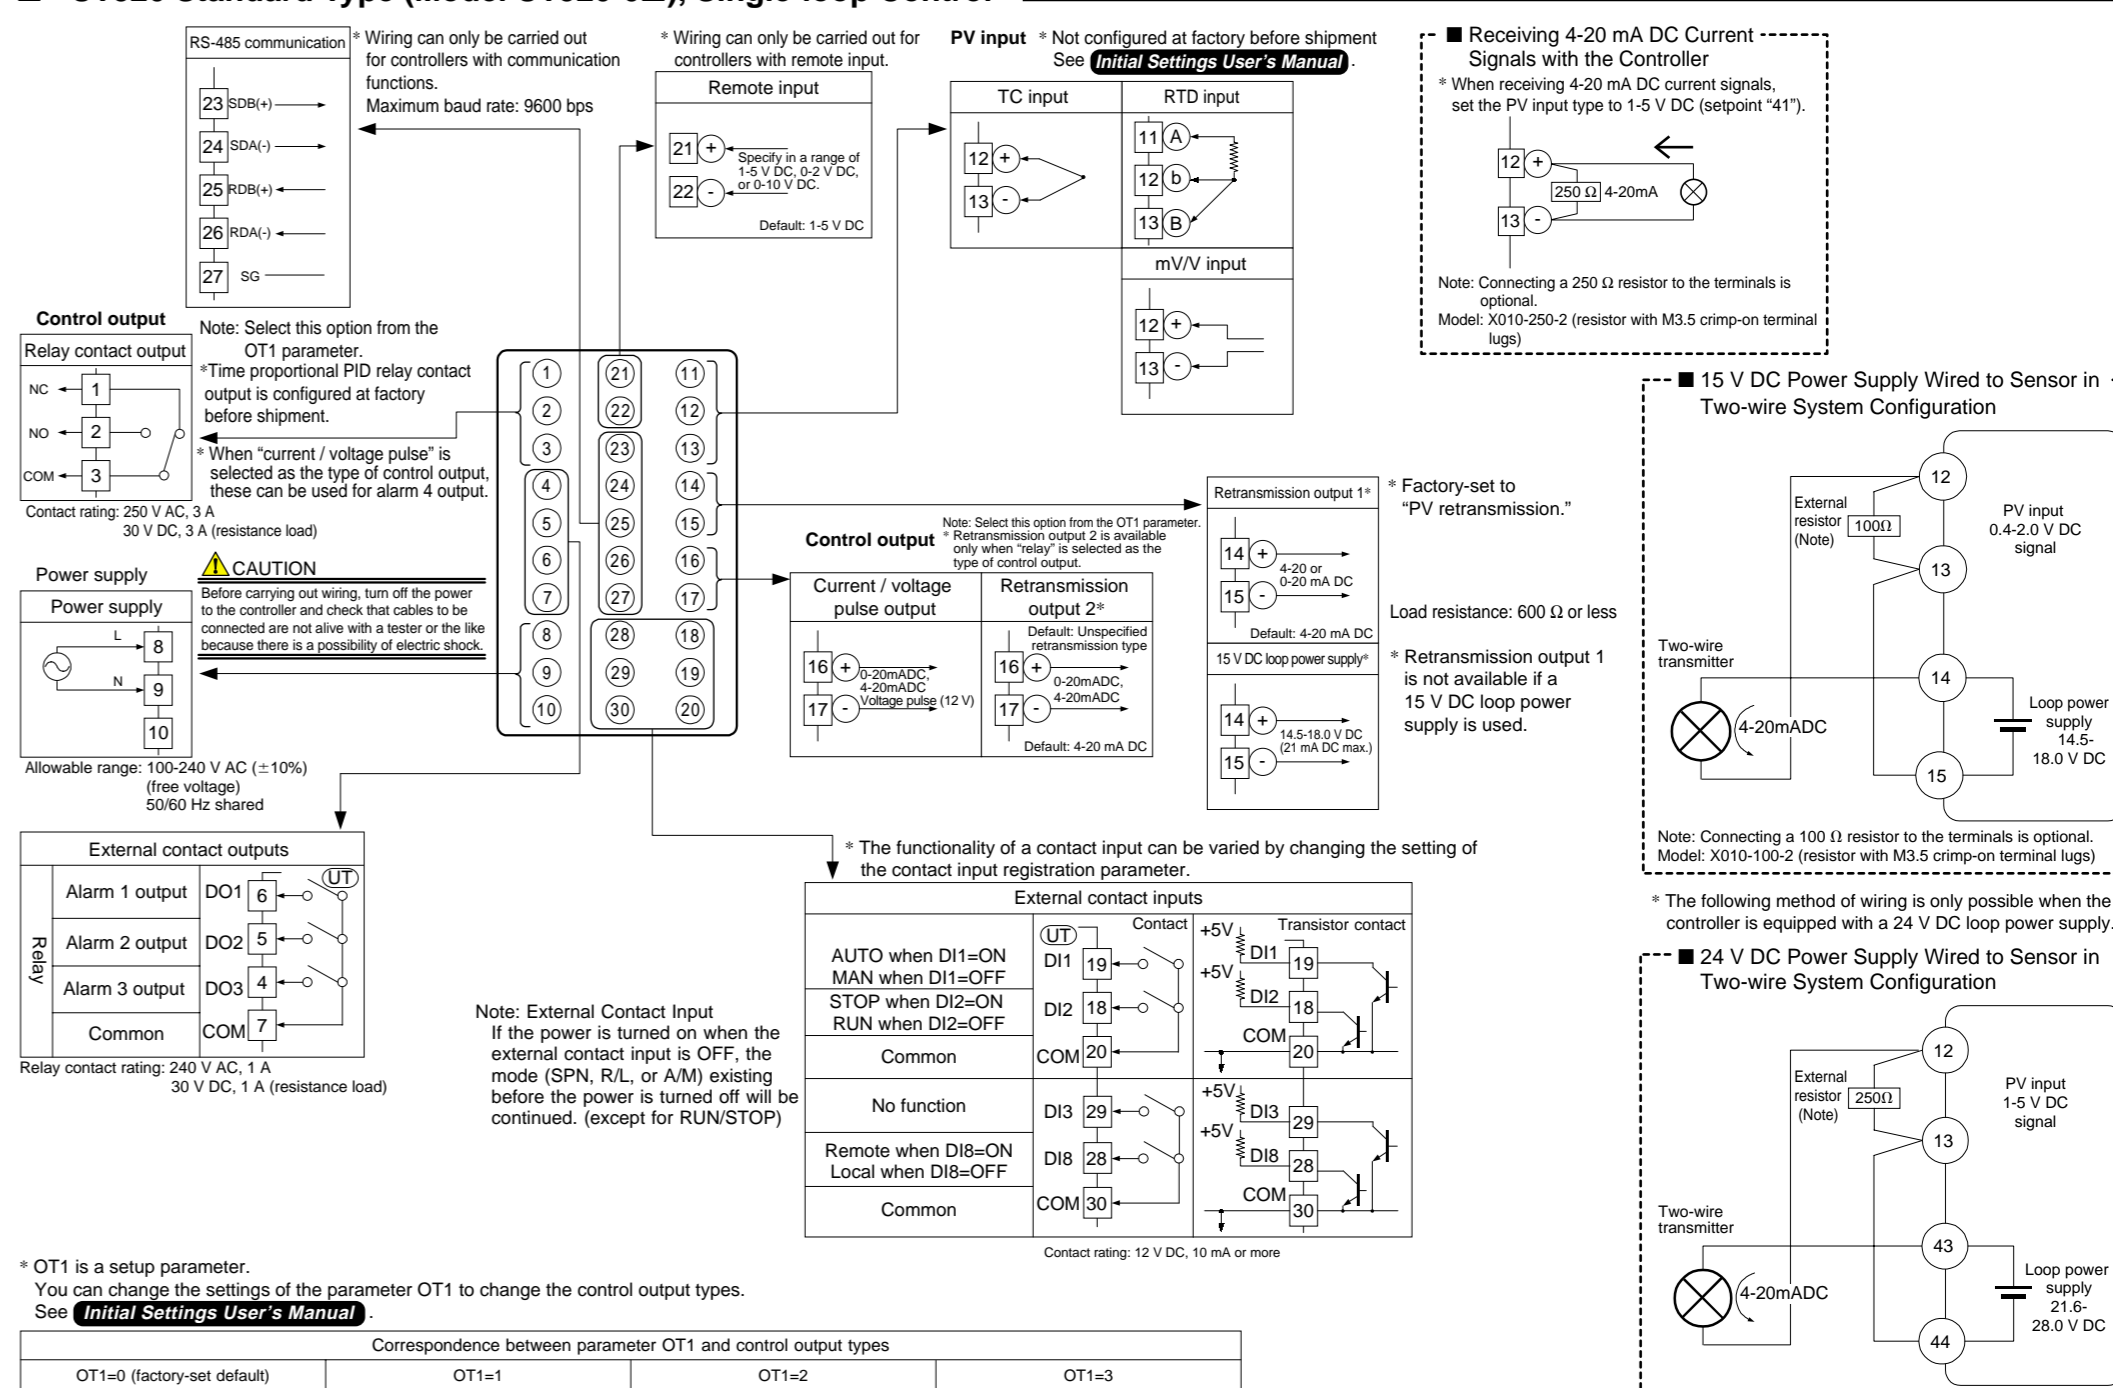 RS-485 communication
23 SDB(+)
24 SDA(-)
25 RDB(+)
26 RDA(-)
27 SG
* Wiring can only be carried out
for controllers with communication
functions.
Maximum baud rate: 9600 bps
* Wiring can only be carried out for
controllers with remote input.
Remote input
21 +
22 -
Specify in a range of
1-5 V DC, 0-2 V DC,
or 0-10 V DC.
Default: 1-5 V DC
PV input * Not configured at factory before shipment
See Initial Settings User's Manual .
TC input
12 +
13 -
RTD input
11 A
12 b
13 B
mV/V input
12 +
13 -
■ Receiving 4-20 mA DC Current
Signals with the Controller
* When receiving 4-20 mA DC current signals,
set the PV input type to 1-5 V DC (setpoint “41”).
12 +
250 Ω 4-20mA
13 -
Note: Connecting a 250 Ω resistor to the terminals is
optional.
Model: X010-250-2 (resistor with M3.5 crimp-on terminal
lugs)
Control output
Relay contact output
NC 1
NO 2
COM 3
Contact rating: 250 V AC, 3 A
30 V DC, 3 A (resistance load)
Note: Select this option from the
OT1 parameter.
*Time proportional PID relay contact
output is configured at factory
before shipment.
* When “current / voltage pulse” is
selected as the type of control output,
these can be used for alarm 4 output.
1 21 11
2 22 12
3 23 13
4 24 14
5 25 15
6 26 16
7 27 17
8 28 18
9 29 19
10 30 20
Power supply
Power supply
L 8
N 9
10
Allowable range: 100-240 V AC (±10%)
(free voltage)
50/60 Hz shared
CAUTION
Before carrying out wiring, turn off the power
to the controller and check that cables to be
connected are not alive with a tester or the like
because there is a possibility of electric shock.
Control output
Note: Select this option from the OT1 parameter.
* Retransmission output 2 is available
only when “relay” is selected as the
type of control output.
Current / voltage
pulse output
16 +
17 -
0-20mADC,
4-20mADC
Voltage pulse (12 V)
Retransmission
output 2*
Default: Unspecified
retransmission type
16 +
17 -
0-20mADC,
4-20mADC
Default: 4-20 mA DC
Retransmission output 1*
14 +
4-20 or
0-20 mA DC
15 -
Default: 4-20 mA DC
15 V DC loop power supply*
14 +
14.5-18.0 V DC
(21 mA DC max.)
15 -
* Factory-set to
“PV retransmission.”
Load resistance: 600 Ω or less
* Retransmission output 1
is not available if a
15 V DC loop power
supply is used.
■ 15 V DC Power Supply Wired to Sensor in
Two-wire System Configuration
12
External
resistor
(Note)
100Ω
PV input
0.4-2.0 V DC
signal
13
Two-wire
transmitter
14
4-20mADC
Loop power
supply
14.5-
18.0 V DC
15
Note: Connecting a 100 Ω resistor to the terminals is optional.
Model: X010-100-2 (resistor with M3.5 crimp-on terminal lugs)
* The following method of wiring is only possible when the
controller is equipped with a 24 V DC loop power supply.
■ 24 V DC Power Supply Wired to Sensor in
Two-wire System Configuration
12
External
resistor
(Note)
250Ω
PV input
1-5 V DC
signal
13
Two-wire
transmitter
43
4-20mADC
Loop power
supply
21.6-
28.0 V DC
44
External contact outputs
Relay
UT
Alarm 1 output DO1 6
Alarm 2 output DO2 5
Alarm 3 output DO3 4
Common COM 7
Relay contact rating: 240 V AC, 1 A
30 V DC, 1 A (resistance load)
Note: External Contact Input
If the power is turned on when the
external contact input is OFF, the
mode (SPN, R/L, or A/M) existing
before the power is turned off will be
continued. (except for RUN/STOP)
* The functionality of a contact input can be varied by changing the setting of
the contact input registration parameter.
External contact inputs
UT Contact
+5V Transistor contact
AUTO when DI1=ON
MAN when DI1=OFF
DI1 19
DI1 19
+5V
STOP when DI2=ON
RUN when DI2=OFF
DI2 18
DI2 18
Common
COM 20
COM 20
+5V
No function
DI3 29
DI3 29
+5V
Remote when DI8=ON
Local when DI8=OFF
DI8 28
DI8 28
Common
COM 30
COM 30
Contact rating: 12 V DC, 10 mA or more
* OT1 is a setup parameter.
You can change the settings of the parameter OT1 to change the control output types.
See Initial Settings User's Manual .
Correspondence between parameter OT1 and control output types
OT1=0 (factory-set default) OT1=1 OT1=2 OT1=3